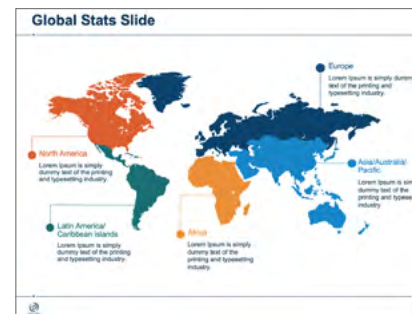 Global Stats Slide
Europe
Lorem Ipsum is simply dummy
text of the printing and
typesetting industry.
North America
Lorem Ipsum is simply
dummy text of the printing
and typesetting industry.
Asia/Australia/
Pacific
Lorem Ipsum is
dummy text of the
printing and
typesetting industry.
Latin America/
Caribbean islands
Lorem Ipsum is simply
dummy text of the printing
and typesetting industry.
Africa
Lorem Ipsum is simply
dummy text of the printing
and typesetting industry.